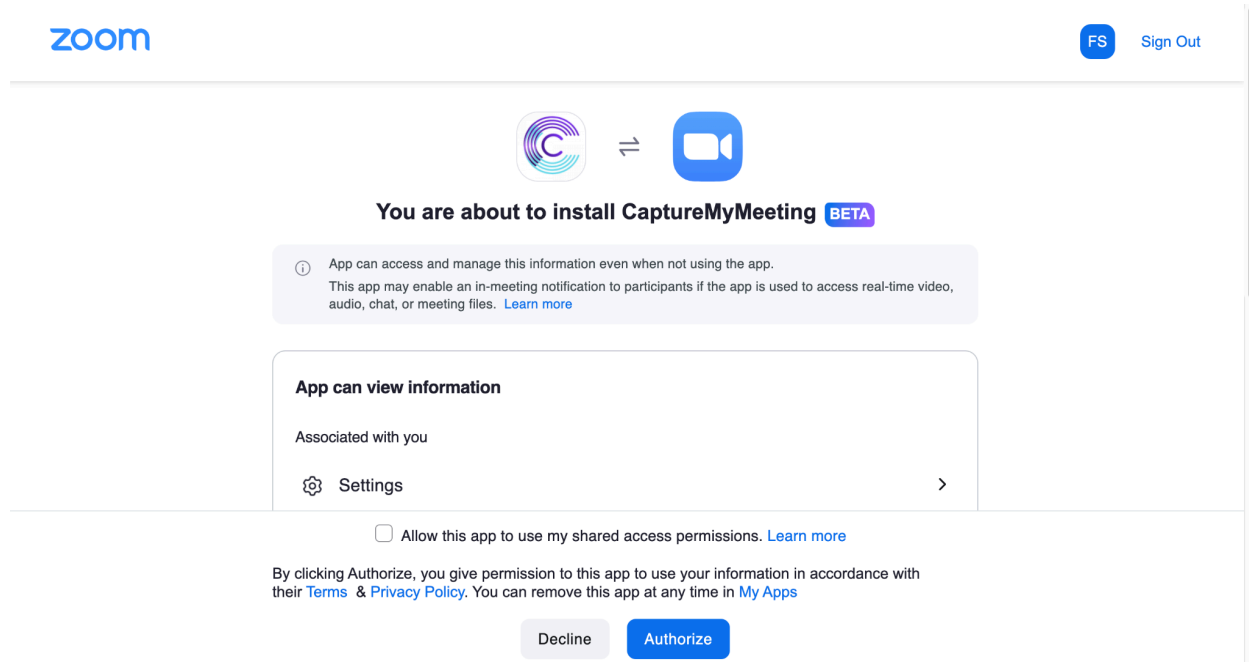 zoom
FS
Sign Out
C
You are about to install CaptureMyMeeting BETA
App can access and manage this information even when not using the app.
This app may enable an in-meeting notification to participants if the app is used to access real-time video,
audio, chat, or meeting files. Learn more
App can view information
Associated with you
Settings
Allow this app to use my shared access permissions. Learn more
By clicking Authorize, you give permission to this app to use your information in accordance with
their Terms & Privacy Policy. You can remove this app at any time in My Apps
Decline
Authorize